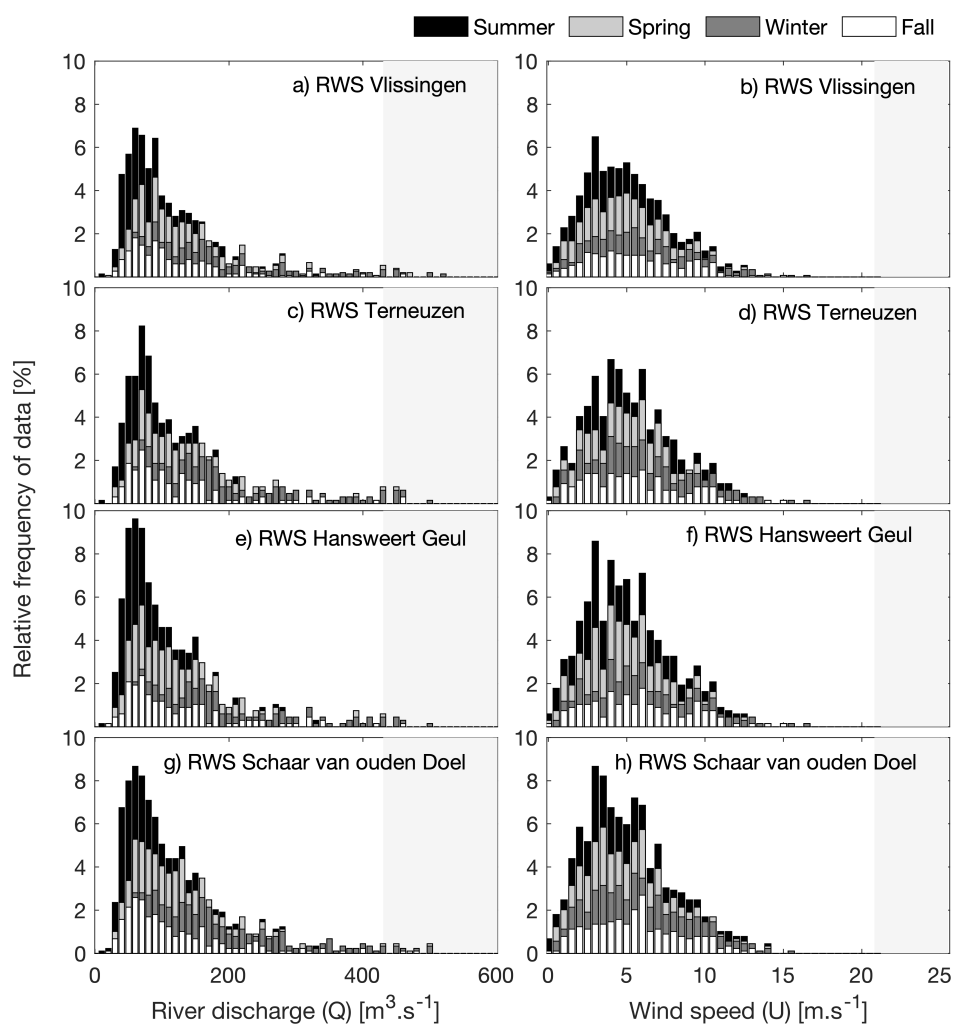 Summer Spring Winter Fall
a) RWS Vlissingen
b) RWS Vlissingen
10 8 6 4 2
10 8 6 4 2
c) RWS Terneuzen
d) RWS Terneuzen
10 8 6 4 2
10 8 6 4 2
Relative frequency of data [%]
e) RWS Hansweert Geul
f) RWS Hansweert Geul
10 8 6 4 2
10 8 6 4 2
g) RWS Schaar van ouden Doel
h) RWS Schaar van ouden Doel
10 8 6 4 2 0
10 8 6 4 2 0
0 200 400 600
0 5 10 15 20 25
River discharge (Q) [m³.s⁻¹]
Wind speed (U) [m.s⁻¹]